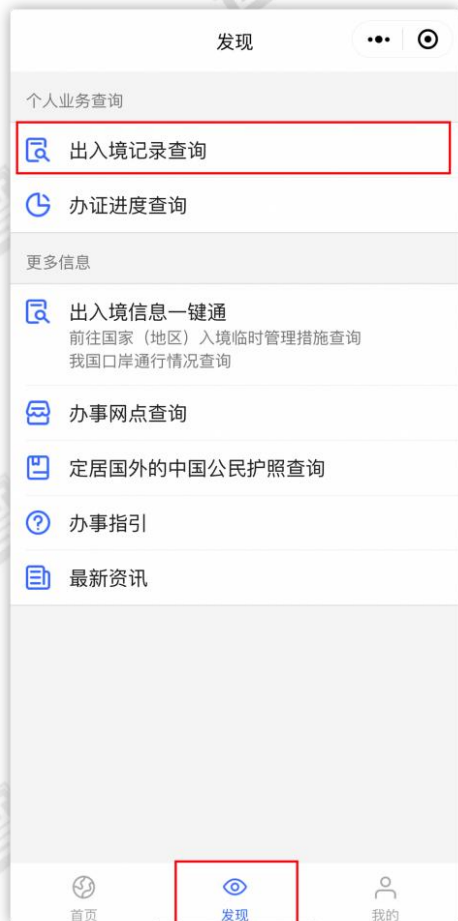 发现
个人业务查询
出入境记录查询
办证进度查询
更多信息
出入境信息一键通
前往国家（地区）入境临时管理措施查询
我国口岸通行情况查询
办事网点查询
定居国外的中国公民护照查询
办事指引
最新资讯
首页
发现
我的